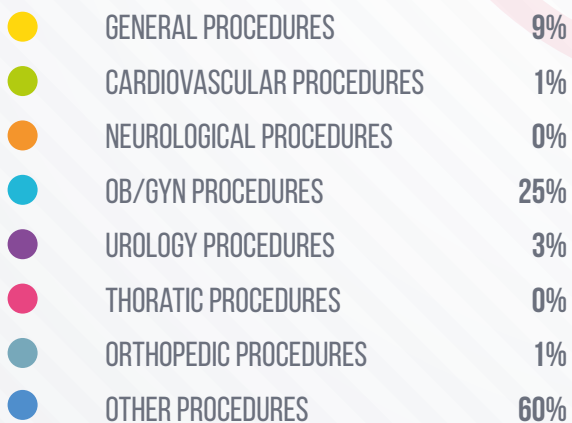 GENERAL PROCEDURES 9%
CARDIOVASCULAR PROCEDURES 1%
NEUROLOGICAL PROCEDURES 0%
OB/GYN PROCEDURES 25%
UROLOGY PROCEDURES 3%
THORATIC PROCEDURES 0%
ORTHOPEDIC PROCEDURES 1%
OTHER PROCEDURES 60%